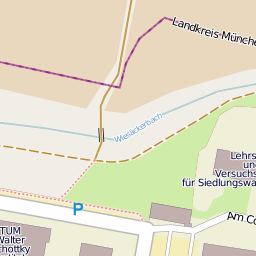 Landkreis-Münche
Wiesäckerbach
Lehrs
und
Versuchs
für Siedlungswa
P
Am Co
TUM
Walter
Schottky